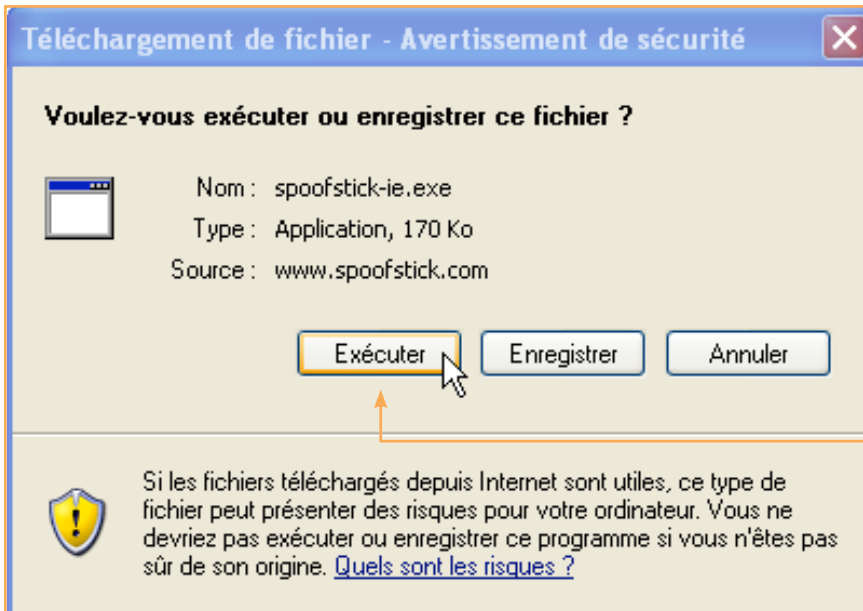 Téléchargement de fichier - Avertissement de sécurité
Voulez-vous exécuter ou enregistrer ce fichier ?
Nom : spoofstick-ie.exe
Type : Application, 170 Ko
Source : www.spoofstick.com
Exécuter Enregistrer Annuler
Si les fichiers téléchargés depuis Internet sont utiles, ce type de
fichier peut présenter des risques pour votre ordinateur. Vous ne
devriez pas exécuter ou enregistrer ce programme si vous n'êtes pas
sûr de son origine. Quels sont les risques ?